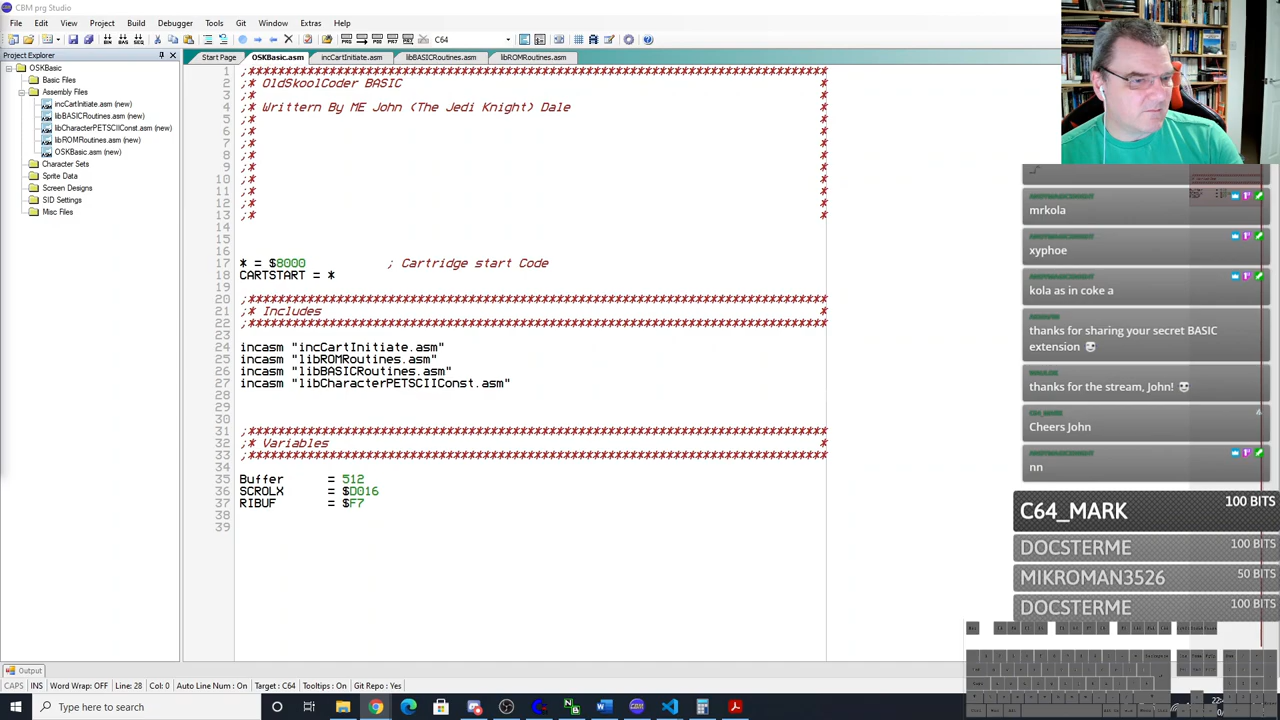 CBM prg Studio
File Edit View Project Build Debugger Tools Git Window Extras Help
C64
Project Explorer
Start Page OSKBasic.asm incCartInitiate.asm libBASICRoutines.asm libROMRoutines.asm
OSKBasic
Basic Files
Assembly Files
incCartInitiate.asm (new)
libBASICRoutines.asm (new)
libCharacterPETSCIIConst.asm (new)
libROMRoutines.asm (new)
OSKBasic.asm (new)
Character Sets
Sprite Data
Screen Designs
SID Settings
Misc Files
1 ;*******************************************************************************
2 ;* OldSkoolCoder BASIC *
3 ;* *
4 ;* Writtern By ME John (The Jedi Knight) Dale *
5 ;* *
6 ;* *
7 ;* *
8 ;* *
9 ;* *
10 ;* *
11 ;* *
12 ;* *
13 ;* *
14
15
16
17 * = $8000 ; Cartridge start Code
18 CARTSTART = *
19
20 ;*******************************************************************************
21 ;* Includes *
22 ;*******************************************************************************
23
24 incasm "incCartInitiate.asm"
25 incasm "libROMRoutines.asm"
26 incasm "libBASICRoutines.asm"
27 incasm "libCharacterPETSCIIConst.asm"
28
29
30
31 ;*******************************************************************************
32 ;* Variables *
33 ;*******************************************************************************
34
35 Buffer = 512
36 SCROLX = $D016
37 RIBUF = $F7
38
39
mrkola
xyphoe
kola as in coke a
thanks for sharing your secret BASIC
extension
thanks for the stream, John!
C64_MARK
Cheers John
nn
C64_MARK 100 BITS
DOCSTERME 100 BITS
MIKROMAN3526 50 BITS
DOCSTERME 100 BITS
Output
CAPS INS Word Wrap: OFF Line: 28 Col: 0 Auto Line Num : On Target : C64 Tooltips : On Git Repo : Yes
Type here to search